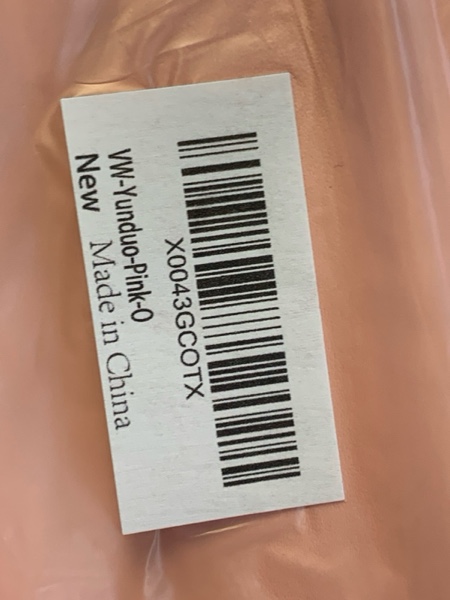 X0043GCOTX
VW-Yunduo-Pink-0
New
Made in China